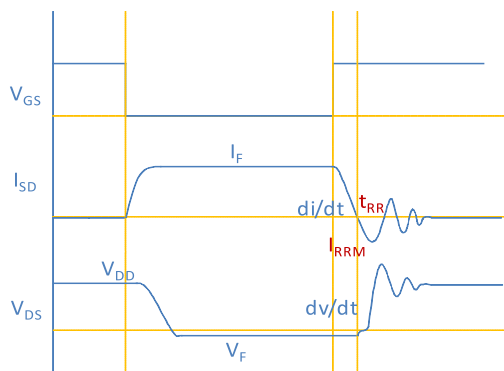 VGS
IF
ISD
tRR
di/dt
IRRM
VDD
VDS
dv/dt
VF